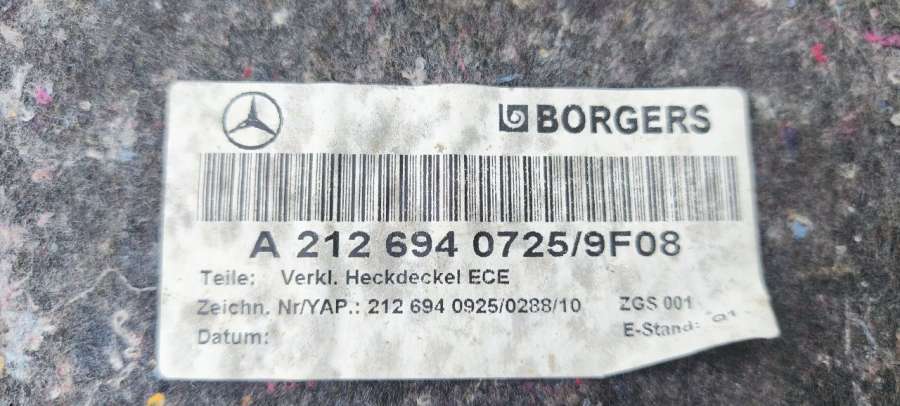 BORGERS
A 212 694 0725/9F08
Teile: Verkl. Heckdeckel ECE
Zeichn. Nr/YAP.: 212 694 0925/0288/10 ZGS 001
Datum: E-Stand: Q1